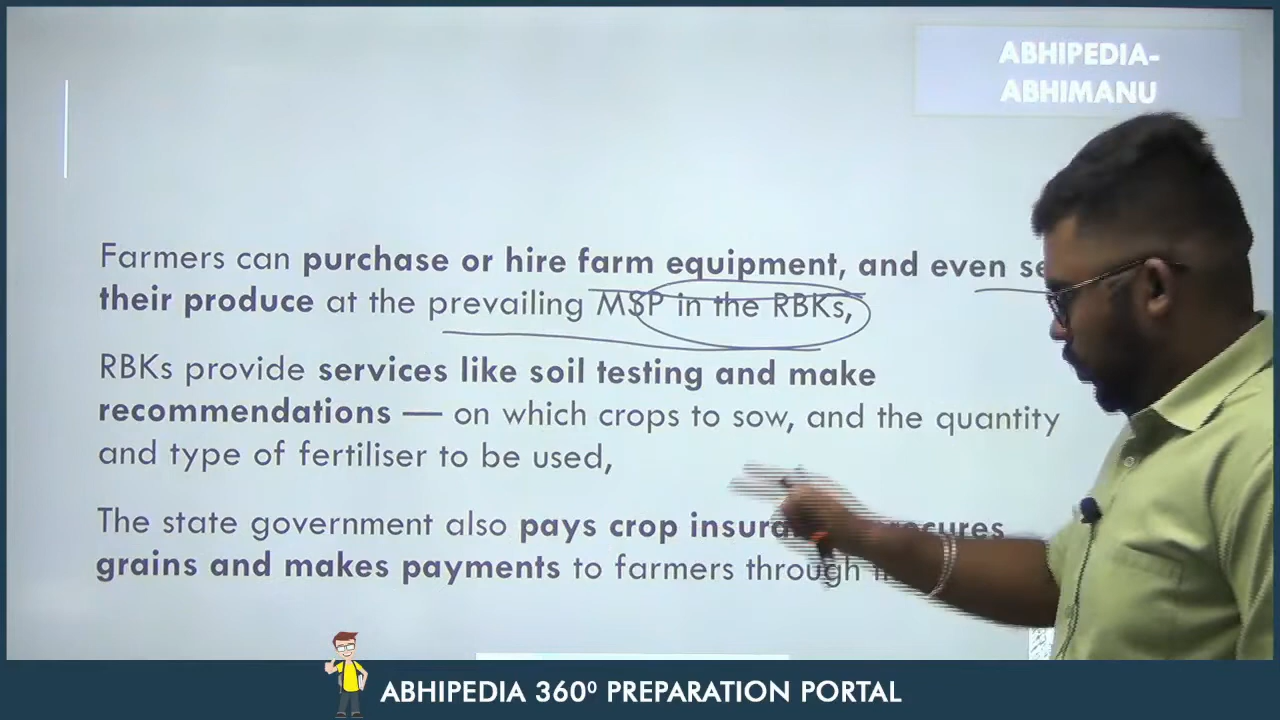 ABHIPEDIA-
ABHIMANU
Farmers can purchase or hire farm equipment, and even
their produce at the prevailing MSP in the RBKs,
RBKs provide services like soil testing and make
recommendations — on which crops to sow, and the quantity
and type of fertiliser to be used,
The state government also pays crop
grains and makes payments to farmers through
ABHIPEDIA 360⁰ PREPARATION PORTAL